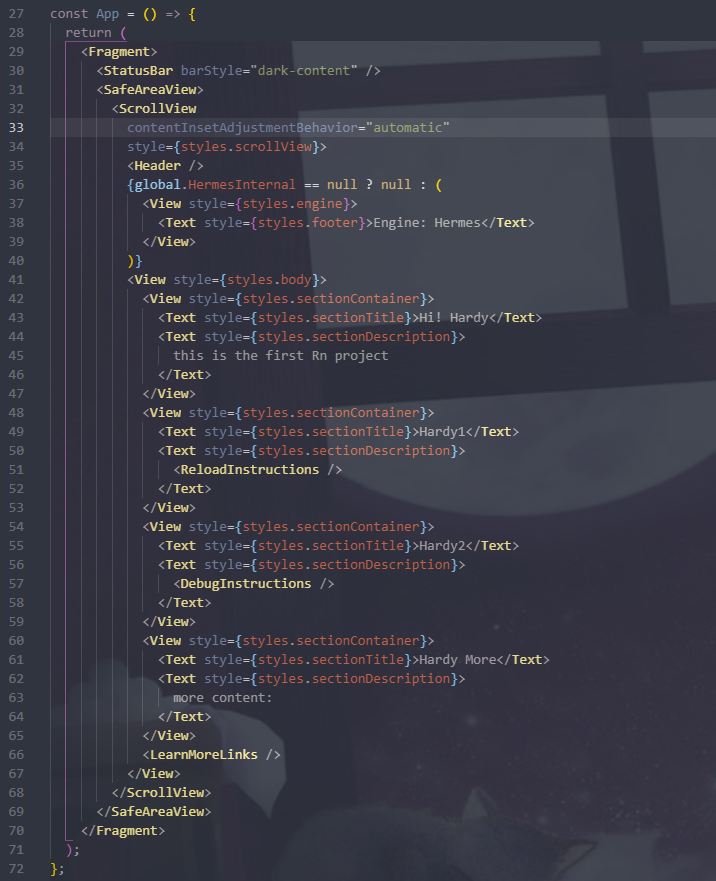 27 const App = () => {
28 return (
29 <Fragment>
30 <StatusBar barStyle="dark-content" />
31 <SafeAreaView>
32 <ScrollView
33 contentInsetAdjustmentBehavior="automatic"
34 style={styles.scrollView}>
35 <Header />
36 {global.HermesInternal == null ? null : (
37 <View style={styles.engine}>
38 <Text style={styles.footer}>Engine: Hermes</Text>
39 </View>
40 )}
41 <View style={styles.body}>
42 <View style={styles.sectionContainer}>
43 <Text style={styles.sectionTitle}>Hi! Hardy</Text>
44 <Text style={styles.sectionDescription}>
45 this is the first Rn project
46 </Text>
47 </View>
48 <View style={styles.sectionContainer}>
49 <Text style={styles.sectionTitle}>Hardy1</Text>
50 <Text style={styles.sectionDescription}>
51 <ReloadInstructions />
52 </Text>
53 </View>
54 <View style={styles.sectionContainer}>
55 <Text style={styles.sectionTitle}>Hardy2</Text>
56 <Text style={styles.sectionDescription}>
57 <DebugInstructions />
58 </Text>
59 </View>
60 <View style={styles.sectionContainer}>
61 <Text style={styles.sectionTitle}>Hardy More</Text>
62 <Text style={styles.sectionDescription}>
63 more content:
64 </Text>
65 </View>
66 <LearnMoreLinks />
67 </View>
68 </ScrollView>
69 </SafeAreaView>
70 </Fragment>
71 );
72 };